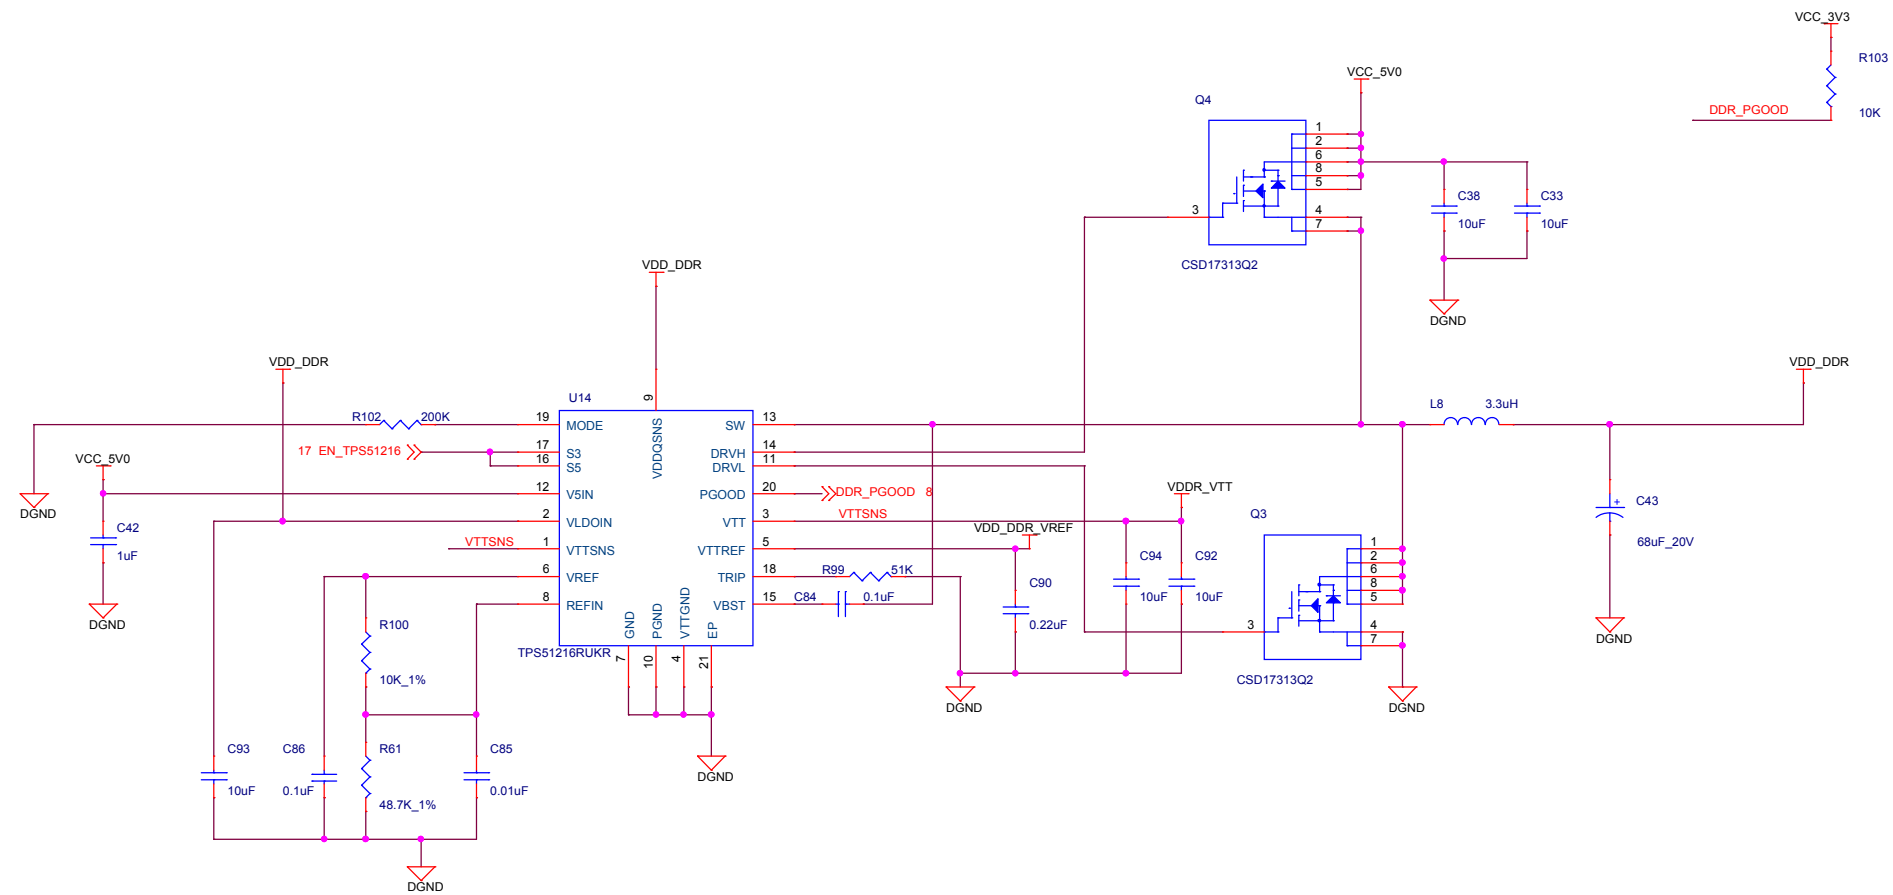 VCC_3V3
R103
10K
DDR_PGOOD
VCC_5V0
Q4
1
2
6
8
5
3
4
7
CSD17313Q2
C38
10uF
C33
10uF
DGND
VDD_DDR
VDD_DDR
VDD_DDR
U14
9
R102 200K
19 MODE
SW 13
L8 3.3uH
17 EN_TPS51216
17 S3
16 S5
VDDQSNS
DRVH 14
DRVL 11
VCC_5V0
12 V5IN
PGOOD 20
DDR_PGOOD 8
DGND
C42
1uF
DGND
2 VLDOIN
VTT 3
VTTSNS
VDDR_VTT
VTTSNS
1 VTTSNS
VTTREF 5
VDD_DDR_VREF
6 VREF
TRIP 18
R99 51K
8 REFIN
VBST 15
C84 0.1uF
C90
0.22uF
C94
10uF
C92
10uF
Q3
1
2
6
8
5
3
4
7
CSD17313Q2
DGND
C43
+
68uF_20V
DGND
GND
PGND
VTTGND
EP
TPS51216RUKR
7
10
4
21
DGND
DGND
R100
10K_1%
C93
10uF
C86
0.1uF
R61
48.7K_1%
C85
0.01uF
DGND